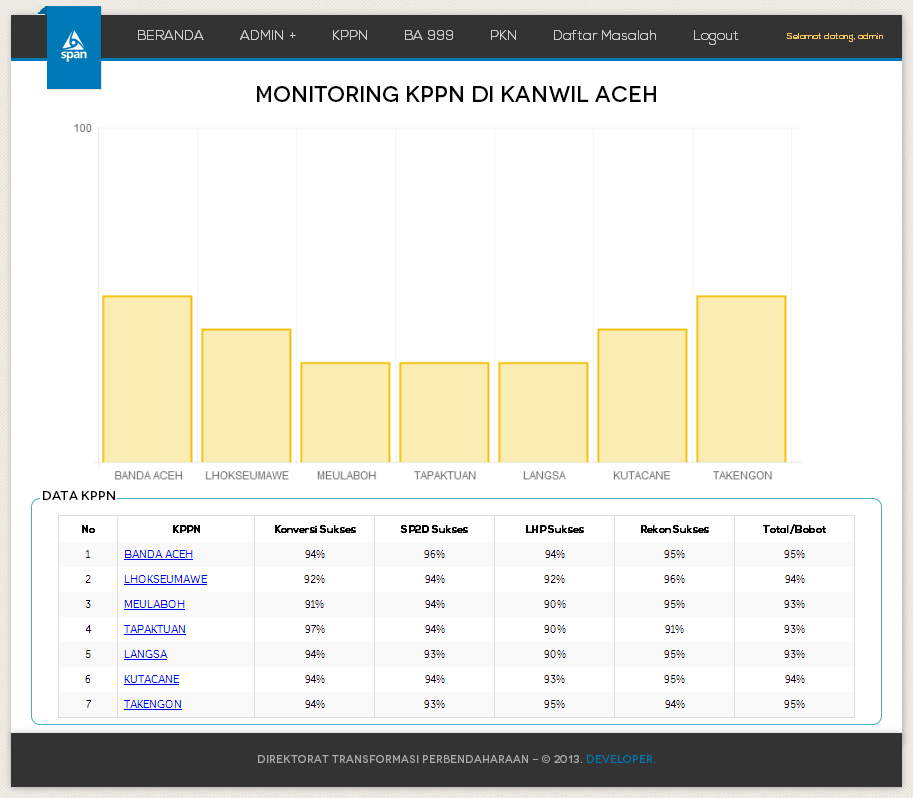 span
BERANDA ADMIN + KPPN BA 999 PKN Daftar Masalah Logout Selamat datang, admin
MONITORING KPPN DI KANWIL ACEH
100
BANDA ACEH LHOKSEUMAWE MEULABOH TAPAKTUAN LANGSA KUTACANE TAKENGON
DATA KPPN
No KPPN Konversi Sukses SP2D Sukses LHP Sukses Rekon Sukses Total/Bobot
1 BANDA ACEH 94% 96% 94% 95% 95%
2 LHOKSEUMAWE 92% 94% 92% 96% 94%
3 MEULABOH 91% 94% 90% 95% 93%
4 TAPAKTUAN 97% 94% 90% 91% 93%
5 LANGSA 94% 93% 90% 95% 93%
6 KUTACANE 94% 94% 93% 95% 94%
7 TAKENGON 94% 93% 95% 94% 95%
DIREKTORAT TRANSFORMASI PERBENDAHARAAN – © 2013. DEVELOPER.